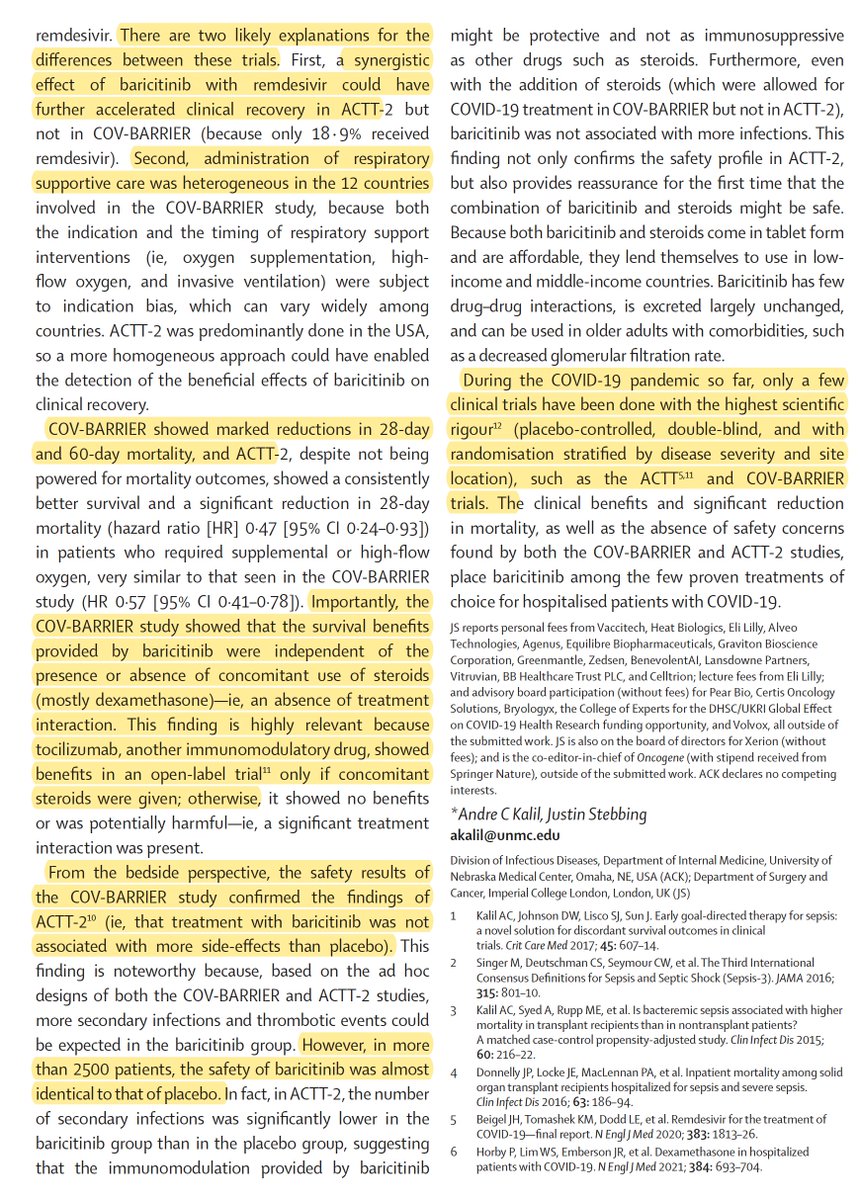 remdesivir. There are two likely explanations for the
differences between these trials. First, a synergistic
effect of baricitinib with remdesivir could have
further accelerated clinical recovery in ACTT-2 but
not in COV-BARRIER (because only 18·9% received
remdesivir). Second, administration of respiratory
supportive care was heterogeneous in the 12 countries
involved in the COV-BARRIER study, because both
the indication and the timing of respiratory support
interventions (ie, oxygen supplementation, high-
flow oxygen, and invasive ventilation) were subject
to indication bias, which can vary widely among
countries. ACTT-2 was predominantly done in the USA,
so a more homogeneous approach could have enabled
the detection of the beneficial effects of baricitinib on
clinical recovery.
COV-BARRIER showed marked reductions in 28-day
and 60-day mortality, and ACTT-2, despite not being
powered for mortality outcomes, showed a consistently
better survival and a significant reduction in 28-day
mortality (hazard ratio [HR] 0·47 [95% CI 0·24–0·93])
in patients who required supplemental or high-flow
oxygen, very similar to that seen in the COV-BARRIER
study (HR 0·57 [95% CI 0·41–0·78]). Importantly, the
COV-BARRIER study showed that the survival benefits
provided by baricitinib were independent of the
presence or absence of concomitant use of steroids
(mostly dexamethasone)—ie, an absence of treatment
interaction. This finding is highly relevant because
tocilizumab, another immunomodulatory drug, showed
benefits in an open-label trial¹¹ only if concomitant
steroids were given; otherwise, it showed no benefits
or was potentially harmful—ie, a significant treatment
interaction was present.
From the bedside perspective, the safety results of
the COV-BARRIER study confirmed the findings of
ACTT-2¹⁰ (ie, that treatment with baricitinib was not
associated with more side-effects than placebo). This
finding is noteworthy because, based on the ad hoc
designs of both the COV-BARRIER and ACTT-2 studies,
more secondary infections and thrombotic events could
be expected in the baricitinib group. However, in more
than 2500 patients, the safety of baricitinib was almost
identical to that of placebo. In fact, in ACTT-2, the number
of secondary infections was significantly lower in the
baricitinib group than in the placebo group, suggesting
that the immunomodulation provided by baricitinib
might be protective and not as immunosuppressive
as other drugs such as steroids. Furthermore, even
with the addition of steroids (which were allowed for
COVID-19 treatment in COV-BARRIER but not in ACTT-2),
baricitinib was not associated with more infections. This
finding not only confirms the safety profile in ACTT-2,
but also provides reassurance for the first time that the
combination of baricitinib and steroids might be safe.
Because both baricitinib and steroids come in tablet form
and are affordable, they lend themselves to use in low-
income and middle-income countries. Baricitinib has few
drug–drug interactions, is excreted largely unchanged,
and can be used in older adults with comorbidities, such
as a decreased glomerular filtration rate.
During the COVID-19 pandemic so far, only a few
clinical trials have been done with the highest scientific
rigour¹² (placebo-controlled, double-blind, and with
randomisation stratified by disease severity and site
location), such as the ACTT⁵,¹¹ and COV-BARRIER
trials. The clinical benefits and significant reduction
in mortality, as well as the absence of safety concerns
found by both the COV-BARRIER and ACTT-2 studies,
place baricitinib among the few proven treatments of
choice for hospitalised patients with COVID-19.
JS reports personal fees from Vaccitech, Heat Biologics, Eli Lilly, Alveo
Technologies, Agenus, Equilibre Biopharmaceuticals, Graviton Bioscience
Corporation, Greenmantle, Zedsen, BenevolentAI, Lansdowne Partners,
Vitruvian, BB Healthcare Trust PLC, and Celltrion; lecture fees from Eli Lilly;
and advisory board participation (without fees) for Pear Bio, Certis Oncology
Solutions, Bryologyx, the College of Experts for the DHSC/UKRI Global Effect
on COVID-19 Health Research funding opportunity, and Volvox, all outside of
the submitted work. JS is also on the board of directors for Xerion (without
fees); and is the co-editor-in-chief of Oncogene (with stipend received from
Springer Nature), outside of the submitted work. ACK declares no competing
interests.
*Andre C Kalil, Justin Stebbing
akalil@unmc.edu
Division of Infectious Diseases, Department of Internal Medicine, University of
Nebraska Medical Center, Omaha, NE, USA (ACK); Department of Surgery and
Cancer, Imperial College London, London, UK (JS)
1 Kalil AC, Johnson DW, Lisco SJ, Sun J. Early goal-directed therapy for sepsis:
a novel solution for discordant survival outcomes in clinical
trials. Crit Care Med 2017; 45: 607–14.
2 Singer M, Deutschman CS, Seymour CW, et al. The Third International
Consensus Definitions for Sepsis and Septic Shock (Sepsis-3). JAMA 2016;
315: 801–10.
3 Kalil AC, Syed A, Rupp ME, et al. Is bacteremic sepsis associated with higher
mortality in transplant recipients than in nontransplant patients?
A matched case-control propensity-adjusted study. Clin Infect Dis 2015;
60: 216–22.
4 Donnelly JP, Locke JE, MacLennan PA, et al. Inpatient mortality among solid
organ transplant recipients hospitalized for sepsis and severe sepsis.
Clin Infect Dis 2016; 63: 186–94.
5 Beigel JH, Tomashek KM, Dodd LE, et al. Remdesivir for the treatment of
COVID-19—final report. N Engl J Med 2020; 383: 1813–26.
6 Horby P, Lim WS, Emberson JR, et al. Dexamethasone in hospitalized
patients with COVID-19. N Engl J Med 2021; 384: 693–704.